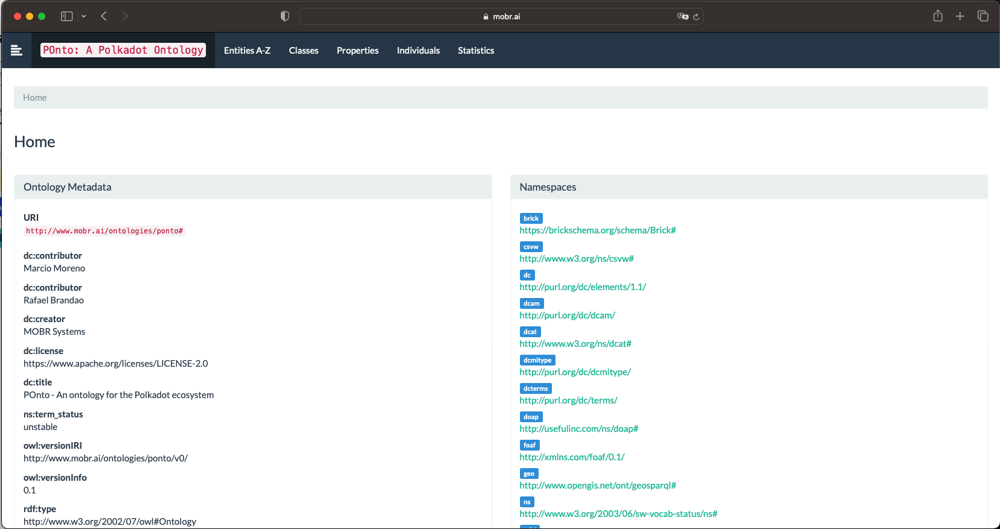 mobr.ai
POnto: A Polkadot Ontology
Entities A-Z
Classes
Properties
Individuals
Statistics
Home
Home
Ontology Metadata
URI
http://www.mobr.ai/ontologies/ponto#
dc:contributor
Marcio Moreno
dc:contributor
Rafael Brandao
dc:creator
MOBR Systems
dc:license
https://www.apache.org/licenses/LICENSE-2.0
dc:title
POnto - An ontology for the Polkadot ecosystem
ns:term_status
unstable
owl:versionIRI
http://www.mobr.ai/ontologies/ponto/v0/
owl:versionInfo
0.1
rdf:type
http://www.w3.org/2002/07/owl#Ontology
Namespaces
brick
https://brickschema.org/schema/Brick#
csvw
http://www.w3.org/ns/csvw#
dc
http://purl.org/dc/elements/1.1/
dcam
http://purl.org/dc/dcam/
dcat
http://www.w3.org/ns/dcat#
dcmitype
http://purl.org/dc/dcmitype/
dcterms
http://purl.org/dc/terms/
doap
http://usefulinc.com/ns/doap#
foaf
http://xmlns.com/foaf/0.1/
geo
http://www.opengis.net/ont/geosparql#
ns
http://www.w3.org/2003/06/sw-vocab-status/ns#